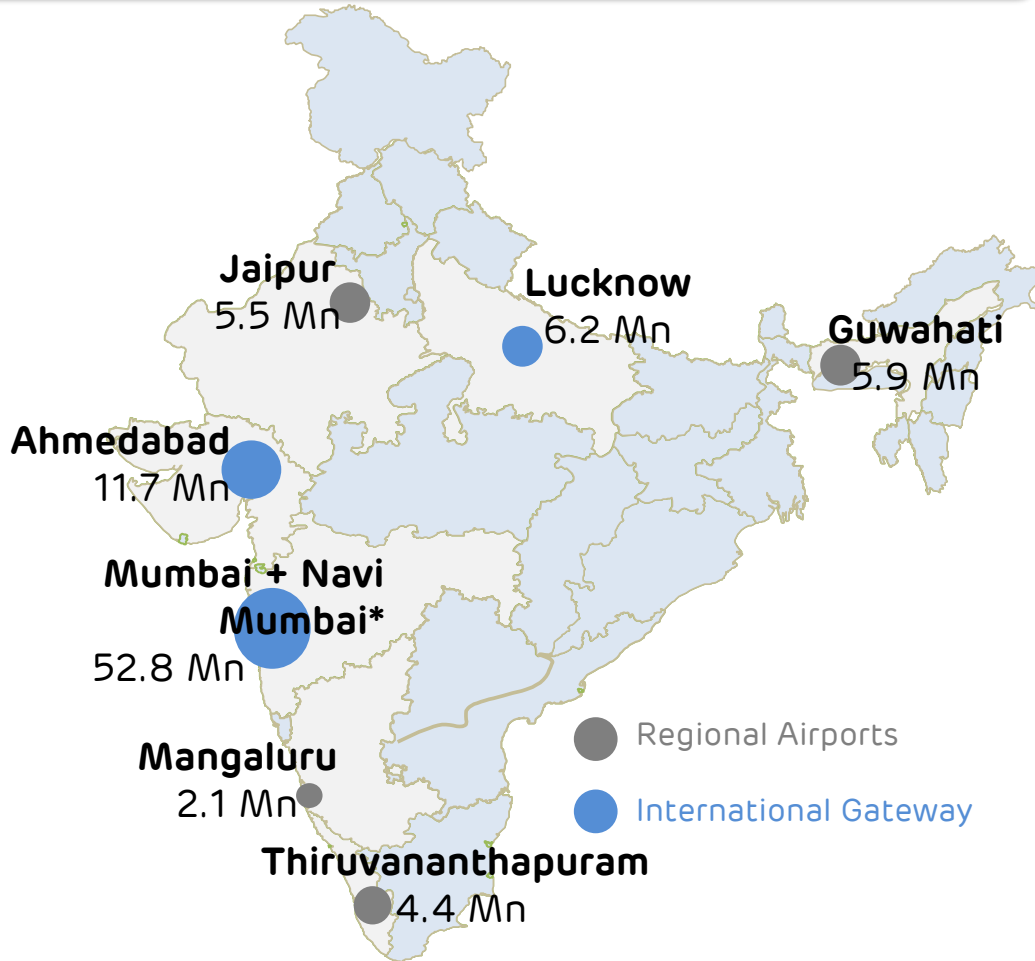 Jaipur
5.5 Mn
Lucknow
6.2 Mn
Guwahati
5.9 Mn
Ahmedabad
11.7 Mn
Mumbai + Navi
Mumbai*
52.8 Mn
Mangaluru
2.1 Mn
Thiruvananthapuram
4.4 Mn
Regional Airports
International Gateway